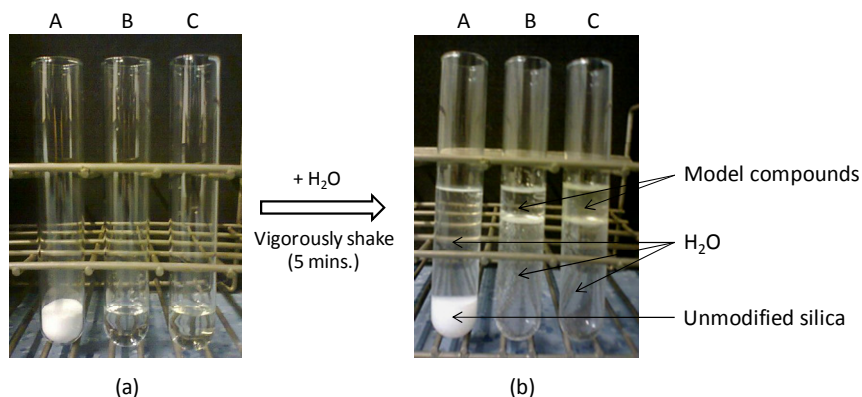 A B C
A B C
+ H₂O
Vigorously shake
(5 mins.)
Model compounds
H₂O
Unmodified silica
(a)
(b)